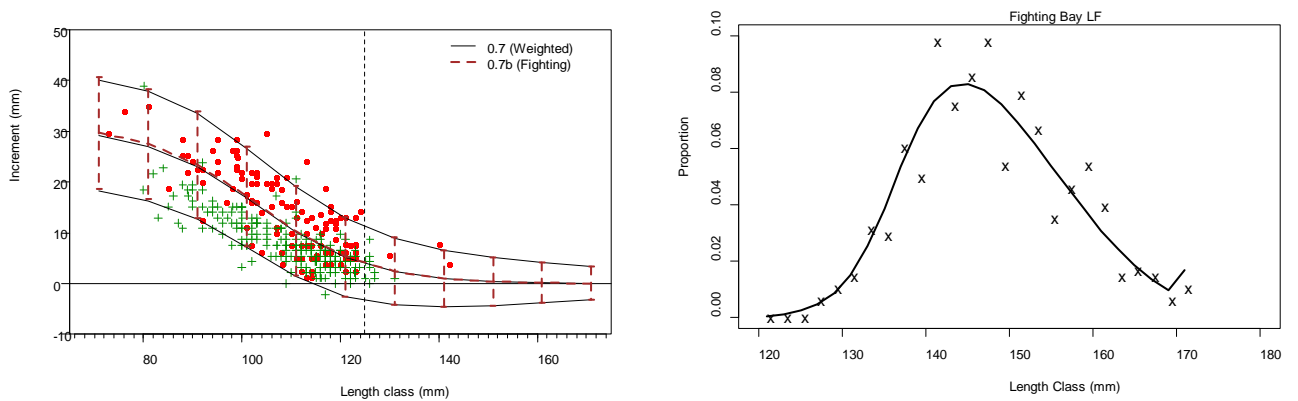 50
40
30
20
10
0
-10
Increment (mm)
0.7 (Weighted)
0.7b (Fighting)
80 100 120 140 160
Length class (mm)
Fighting Bay LF
0.10
0.08
0.06
0.04
0.02
0.00
Proportion
120 130 140 150 160 170 180
Length Class (mm)